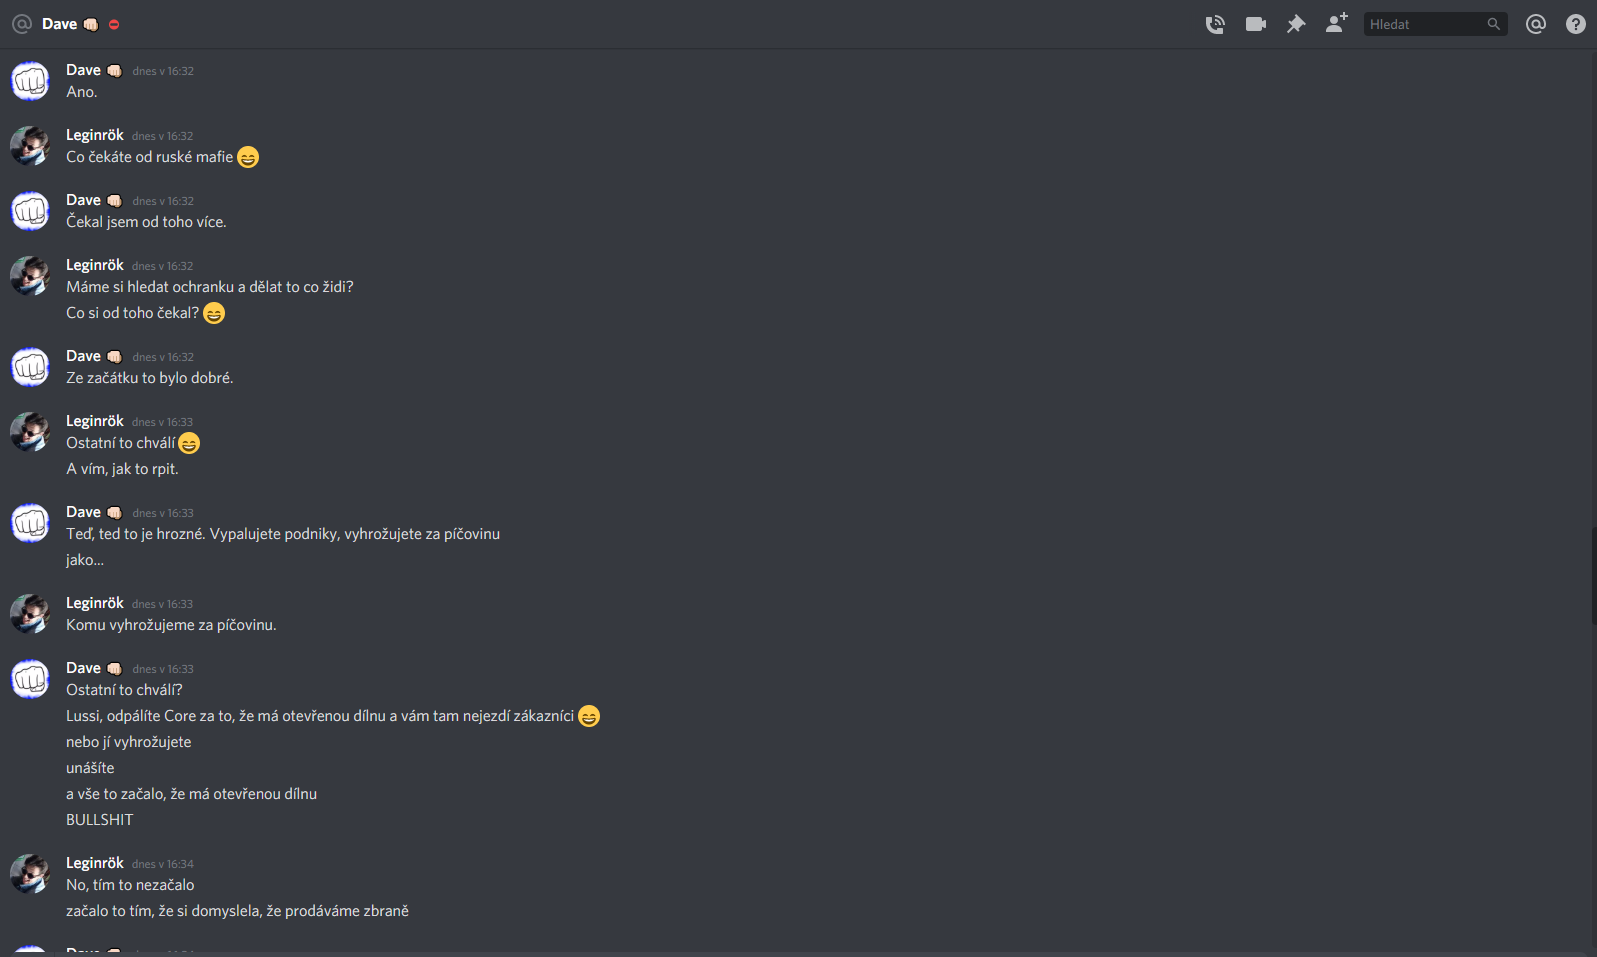 Dave
Hledat
Dave dnes v 16:32
Ano.
Leginrök dnes v 16:32
Co čekáte od ruské mafie
Dave dnes v 16:32
Čekal jsem od toho více.
Leginrök dnes v 16:32
Máme si hledat ochranku a dělat to co židi?
Co si od toho čekal?
Dave dnes v 16:32
Ze začátku to bylo dobré.
Leginrök dnes v 16:33
Ostatní to chválí
A vím, jak to rpit.
Dave dnes v 16:33
Teď, ted to je hrozné. Vypalujete podniky, vyhrožujete za píčovinu
jako...
Leginrök dnes v 16:33
Komu vyhrožujeme za píčovinu.
Dave dnes v 16:33
Ostatní to chválí?
Lussi, odpálíte Core za to, že má otevřenou dílnu a vám tam nejezdí zákazníci
nebo jí vyhrožujete
unášíte
a vše to začalo, že má otevřenou dílnu
BULLSHIT
Leginrök dnes v 16:34
No, tím to nezačalo
začalo to tím, že si domyslela, že prodáváme zbraně